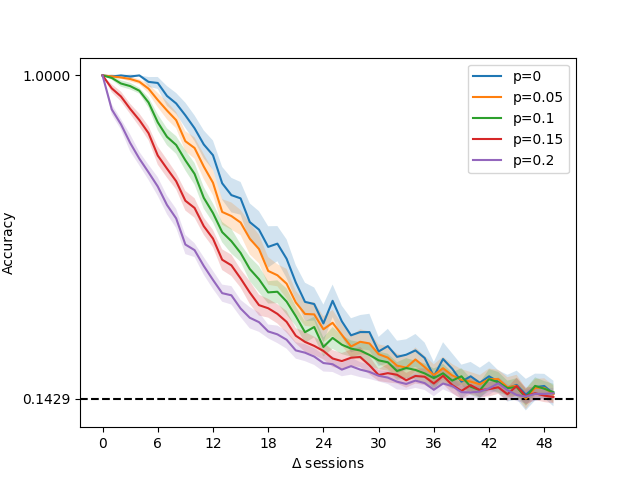 1.0000
0.1429
Accuracy
p=0
p=0.05
p=0.1
p=0.15
p=0.2
0 6 12 18 24 30 36 42 48
Δ sessions